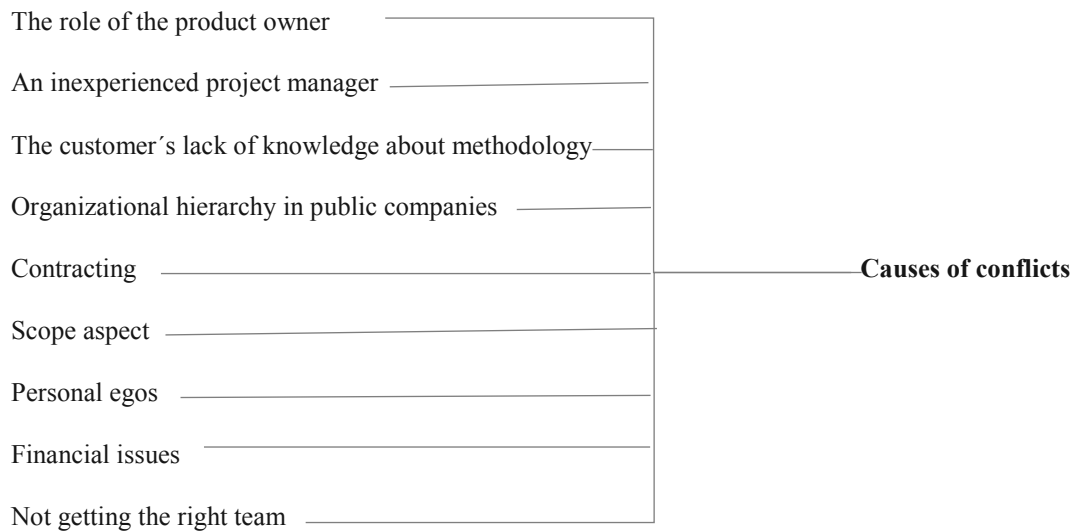 The role of the product owner
An inexperienced project manager
The customer´s lack of knowledge about methodology
Organizational hierarchy in public companies
Contracting
Causes of conflicts
Scope aspect
Personal egos
Financial issues
Not getting the right team